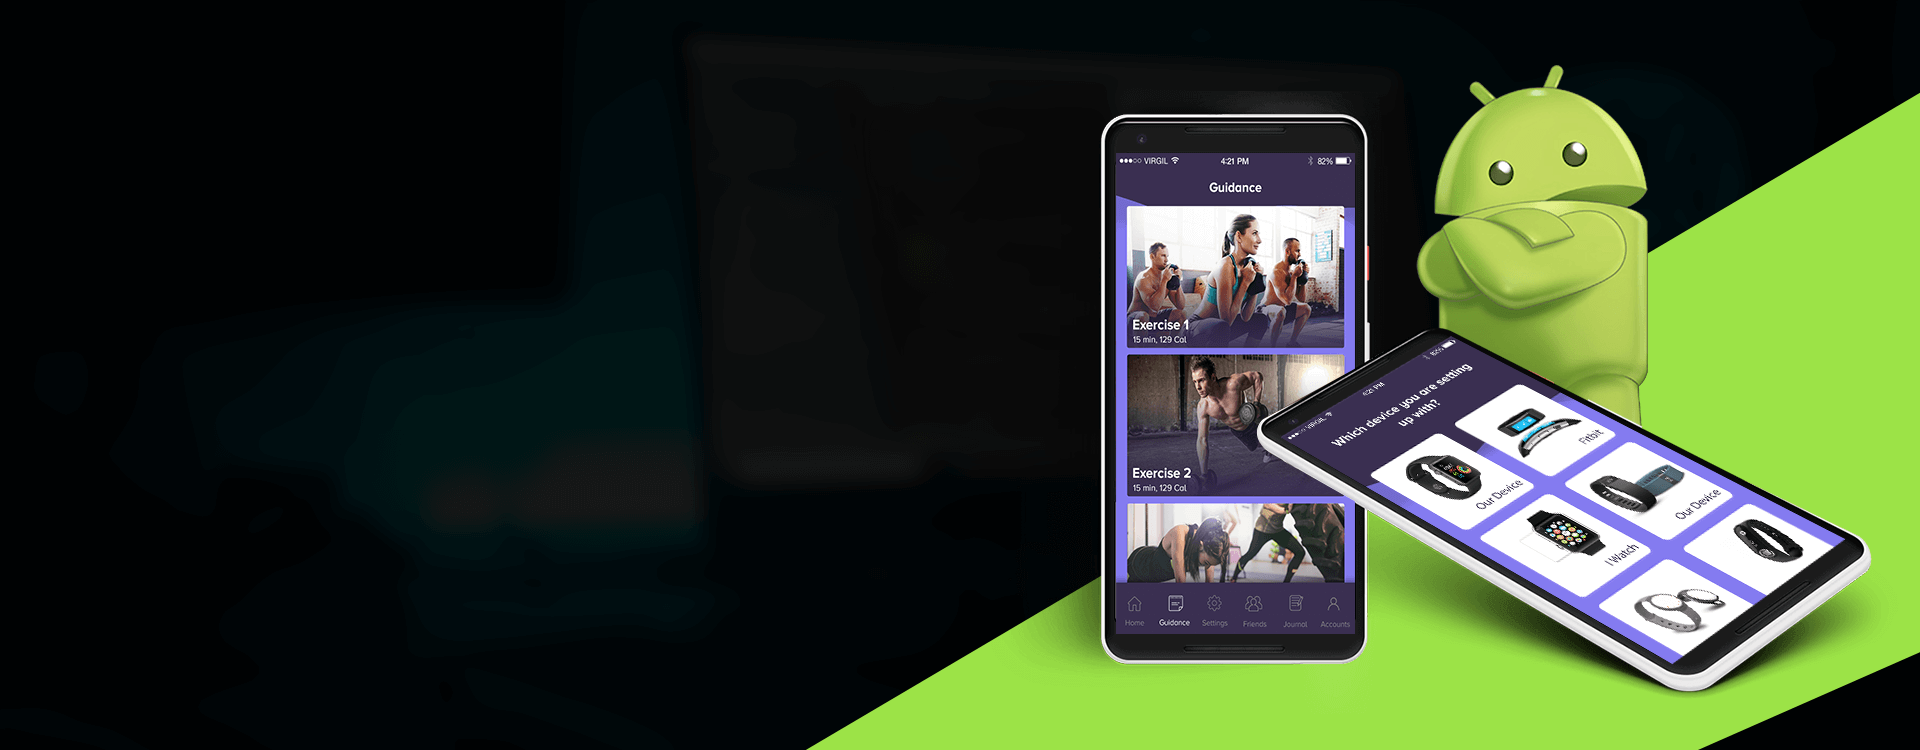 VIRGIL
4:21 PM
82%
Guidance
Exercise 1
15 min, 129 Cal
Exercise 2
15 min, 129 Cal
Home
Guidance
Settings
Friends
Journal
Accounts
VIRGIL
4:21 PM
82%
Which device you are setting
up with?
Our Device
Fitbit
I Watch
Our Device